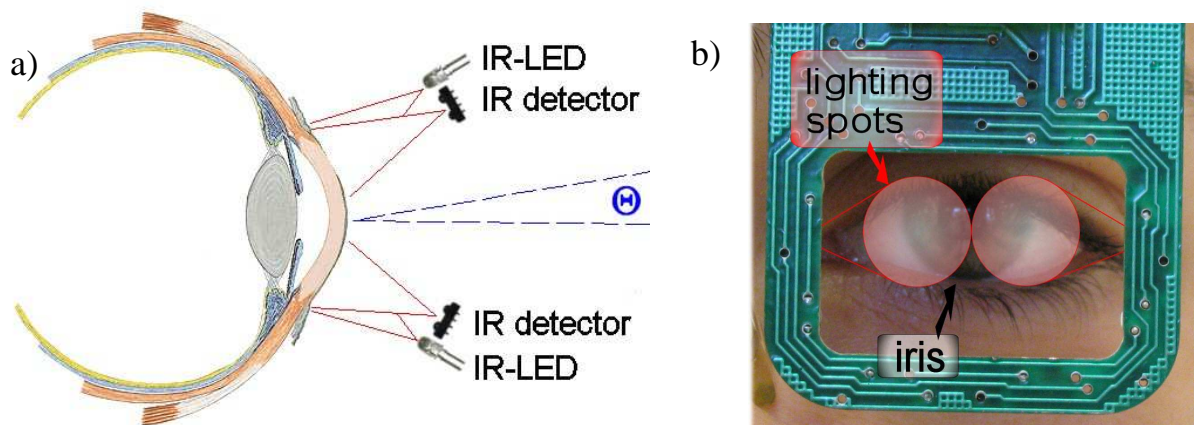 a)
IR-LED
IR detector
Θ
IR detector
IR-LED
b)
lighting
spots
iris